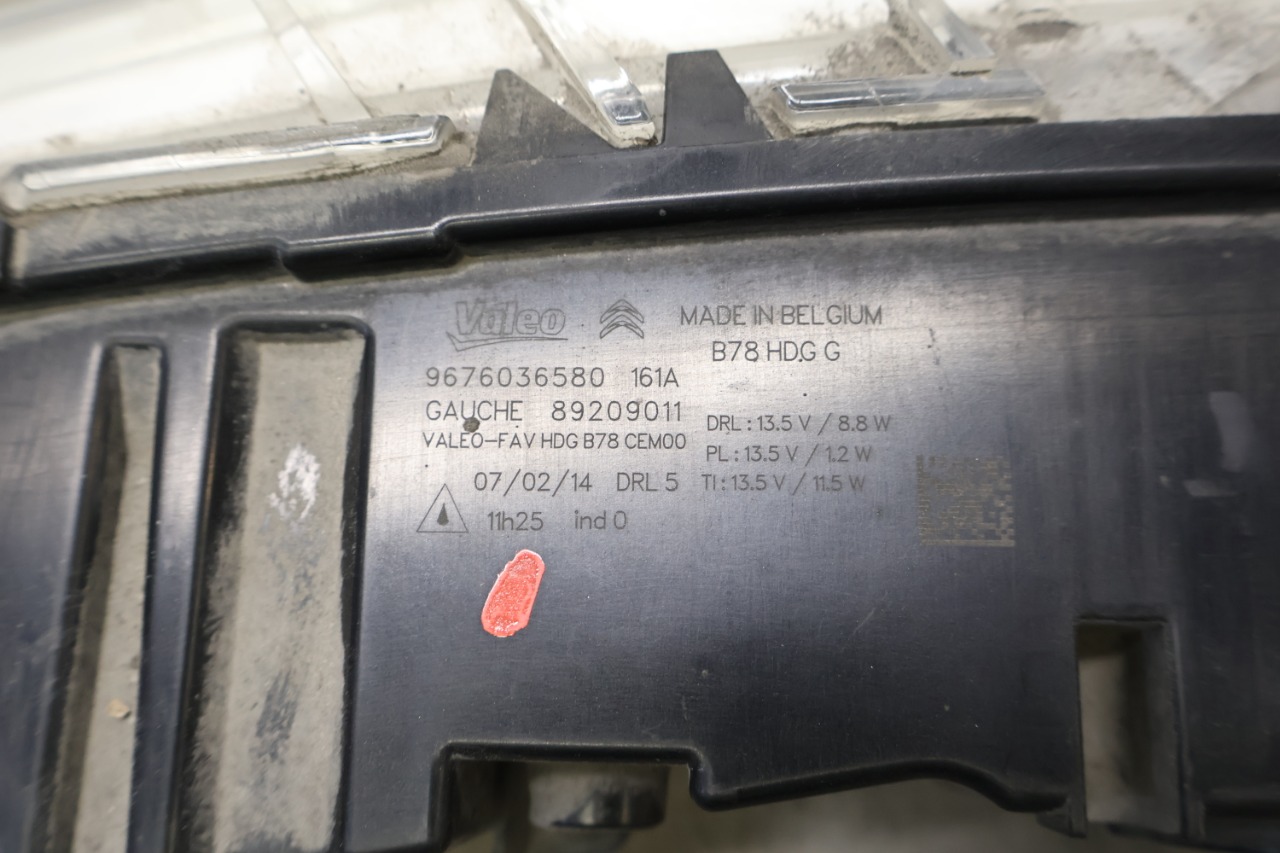 Valeo MADE IN BELGIUM
B78 HDG G
9676036580 161A
GAUCHE 89209011
DRL : 13.5 V / 8.8 W
VALEO-FAV HDG B78 CEM00
PL : 13.5 V / 1.2 W
07/02/14 DRL 5
TI : 13.5 V / 11.5 W
11h25 ind 0